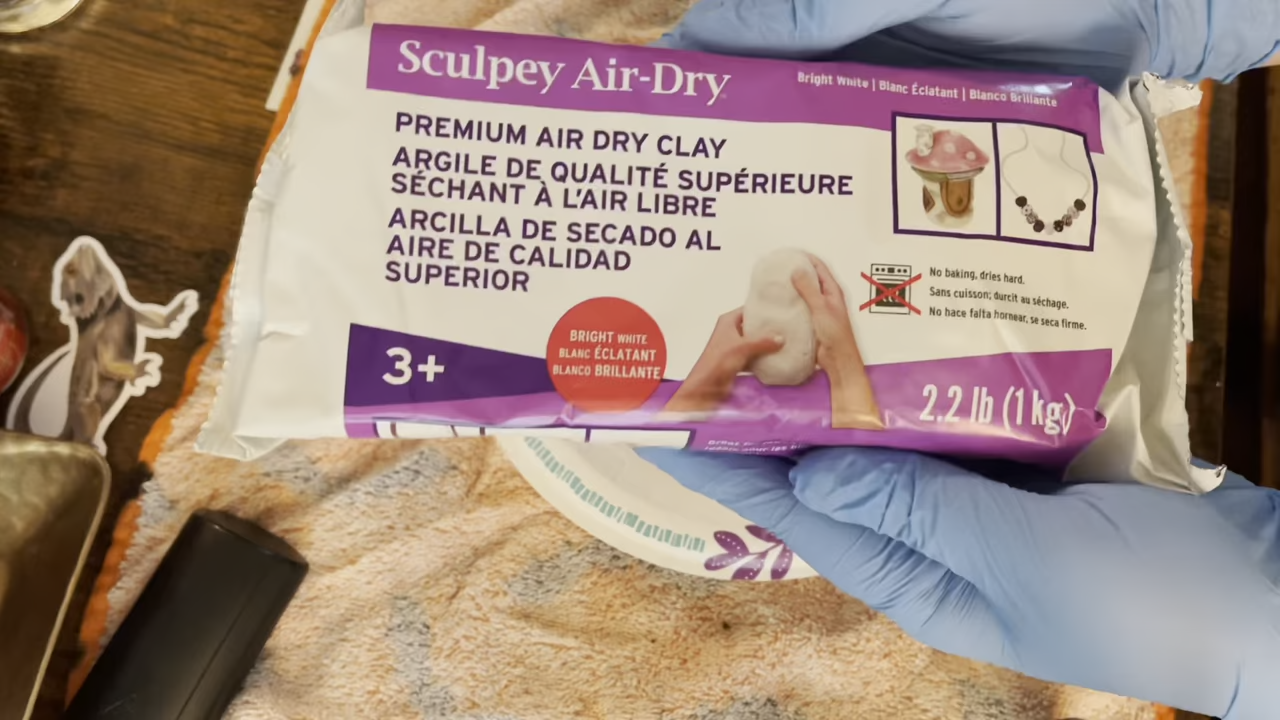 Sculpey Air-Dry
Bright White | Blanc Éclatant | Blanco Brillante
PREMIUM AIR DRY CLAY
ARGILE DE QUALITÉ SUPÉRIEURE
SÉCHANT À L'AIR LIBRE
ARCILLA DE SECADO AL
AIRE DE CALIDAD
SUPERIOR
No baking, dries hard.
Sans cuisson; durcit au séchage.
No hace falta hornear, se seca firme.
BRIGHT WHITE
BLANC ÉCLATANT
BLANCO BRILLANTE
3+
2.2 lb (1 kg)